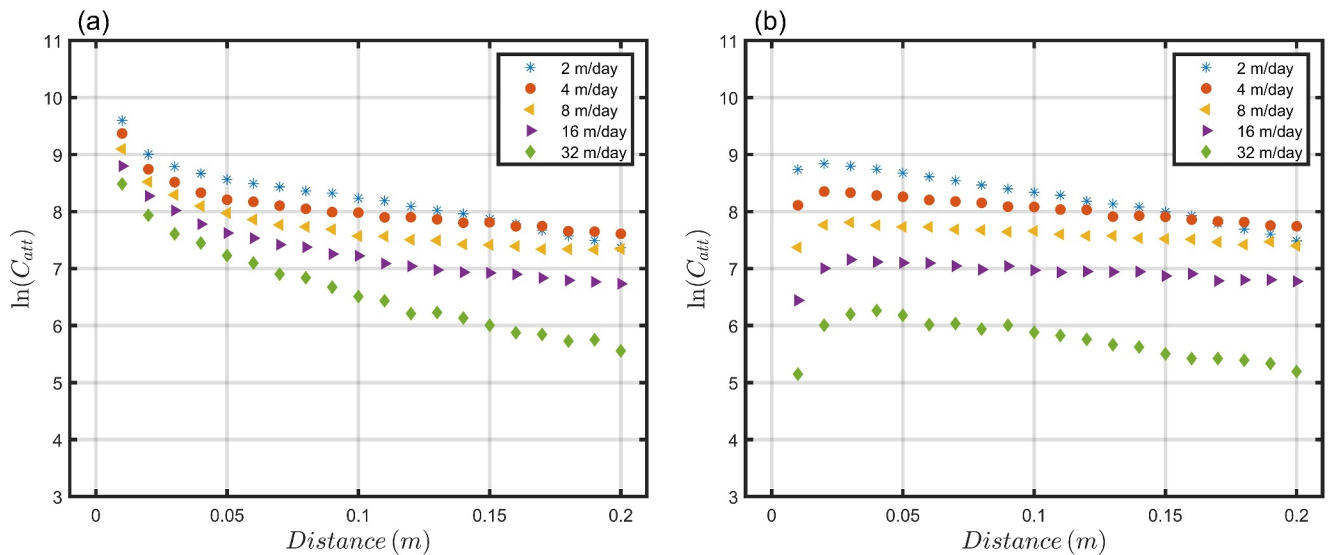 (a)
11
10
9
8
7
6
5
4
3
0
0.05
0.1
0.15
0.2
ln(C_att)
Distance (m)
2 m/day
4 m/day
8 m/day
16 m/day
32 m/day
(b)
11
10
9
8
7
6
5
4
3
0
0.05
0.1
0.15
0.2
ln(C_att)
Distance (m)
2 m/day
4 m/day
8 m/day
16 m/day
32 m/day